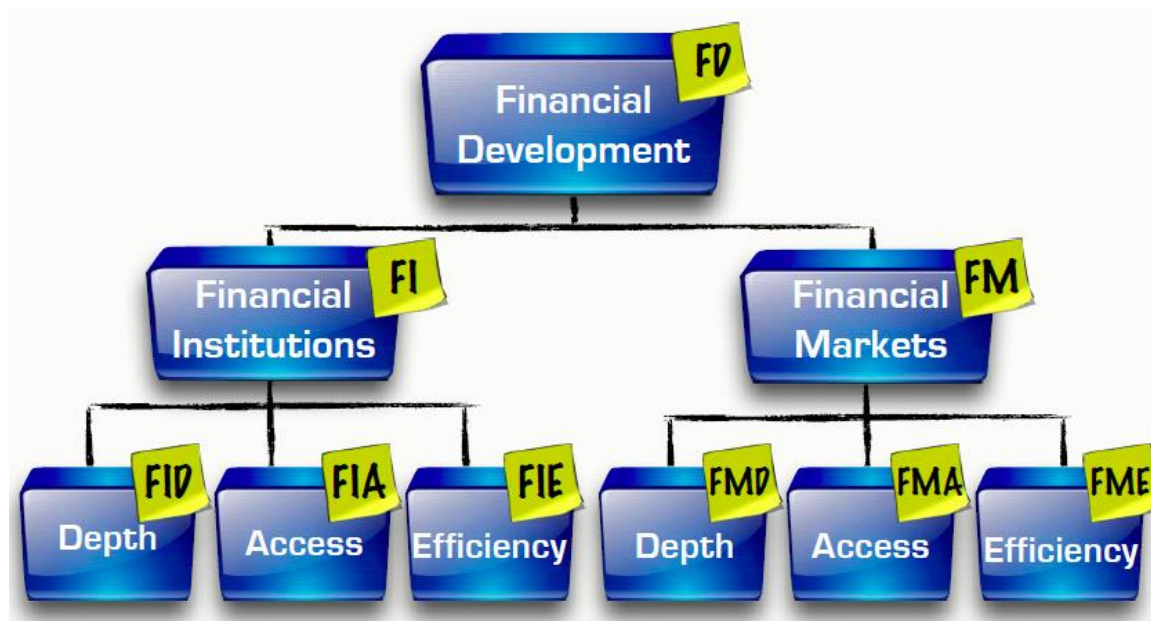 FD
Financial
Development
FI
Financial
Institutions
FM
Financial
Markets
FID
Depth
FIA
Access
FIE
Efficiency
FMD
Depth
FMA
Access
FME
Efficiency